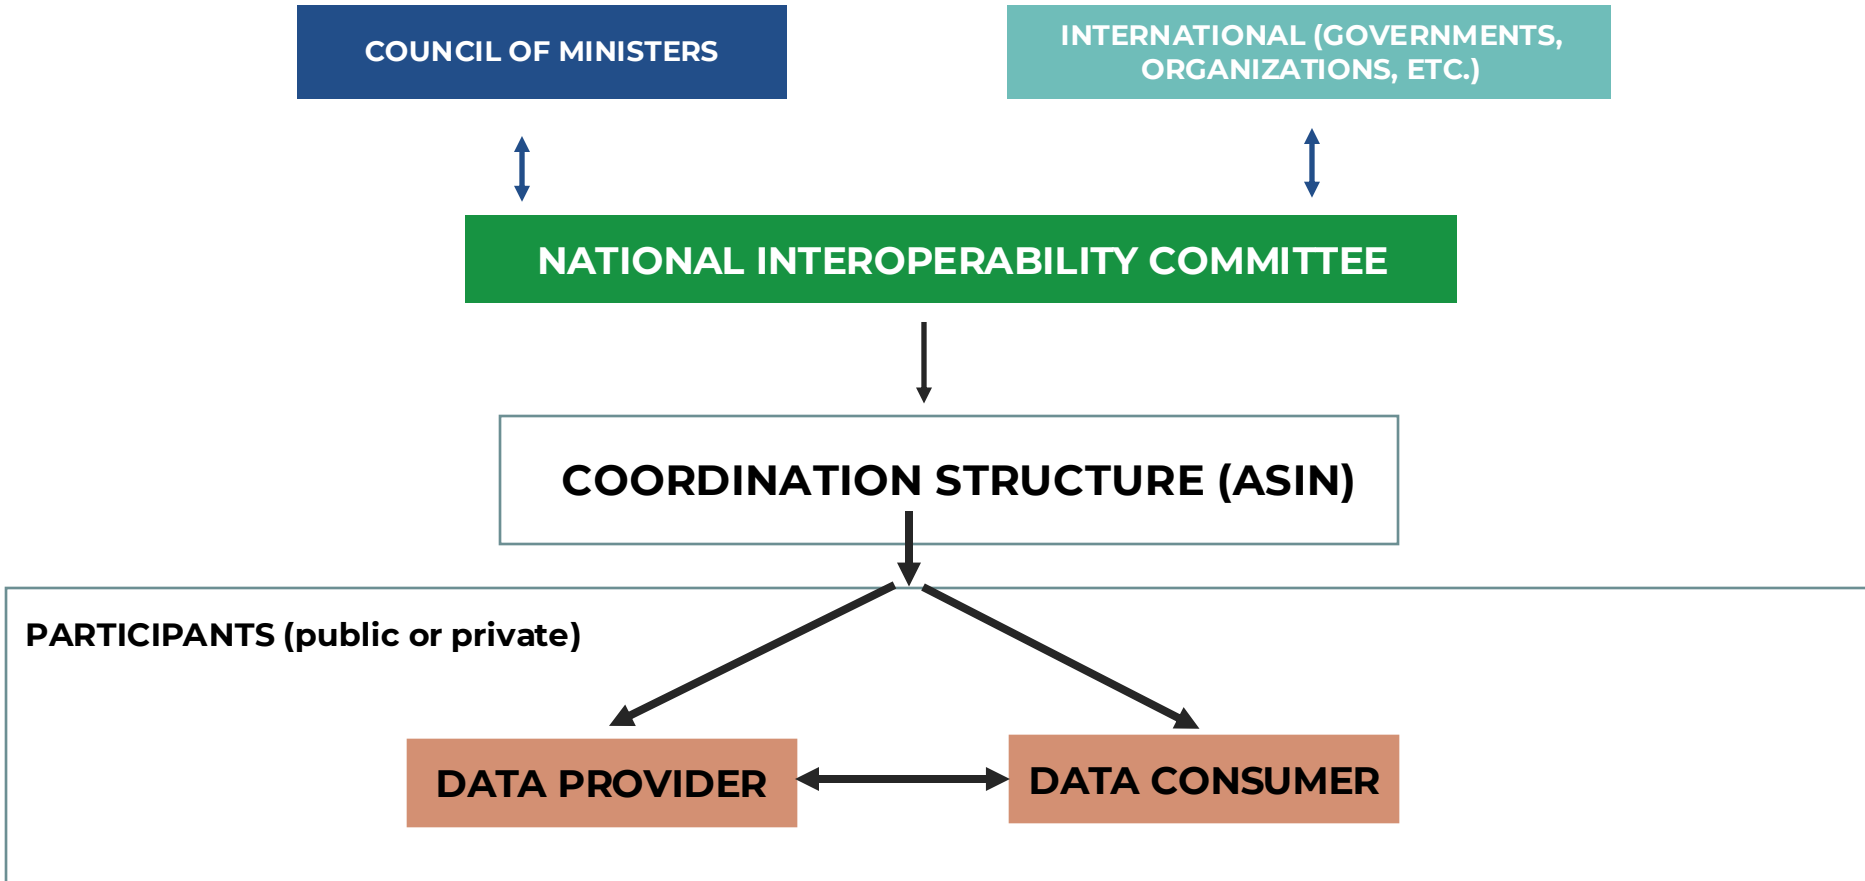 COUNCIL OF MINISTERS
INTERNATIONAL (GOVERNMENTS,
ORGANIZATIONS, ETC.)
NATIONAL INTEROPERABILITY COMMITTEE
COORDINATION STRUCTURE (ASIN)
PARTICIPANTS (public or private)
DATA PROVIDER
DATA CONSUMER